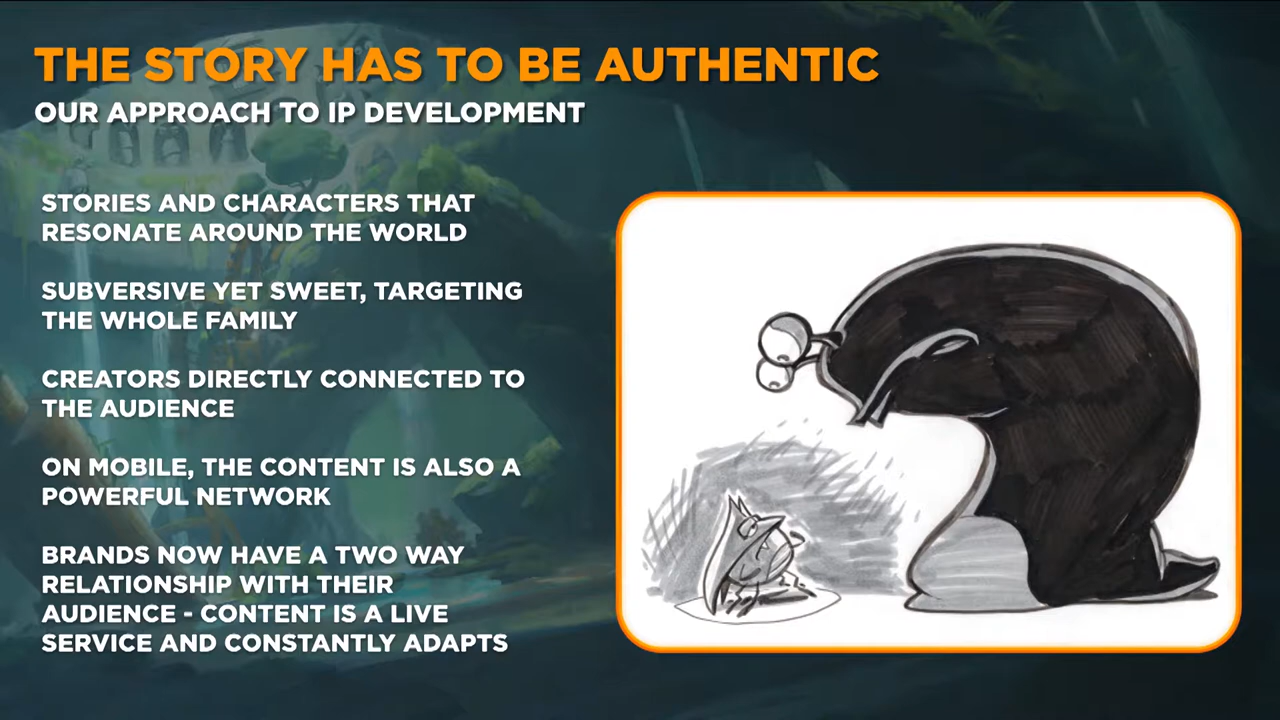 THE STORY HAS TO BE AUTHENTIC
OUR APPROACH TO IP DEVELOPMENT
STORIES AND CHARACTERS THAT
RESONATE AROUND THE WORLD
SUBVERSIVE YET SWEET, TARGETING
THE WHOLE FAMILY
CREATORS DIRECTLY CONNECTED TO
THE AUDIENCE
ON MOBILE, THE CONTENT IS ALSO A
POWERFUL NETWORK
BRANDS NOW HAVE A TWO WAY
RELATIONSHIP WITH THEIR
AUDIENCE - CONTENT IS A LIVE
SERVICE AND CONSTANTLY ADAPTS